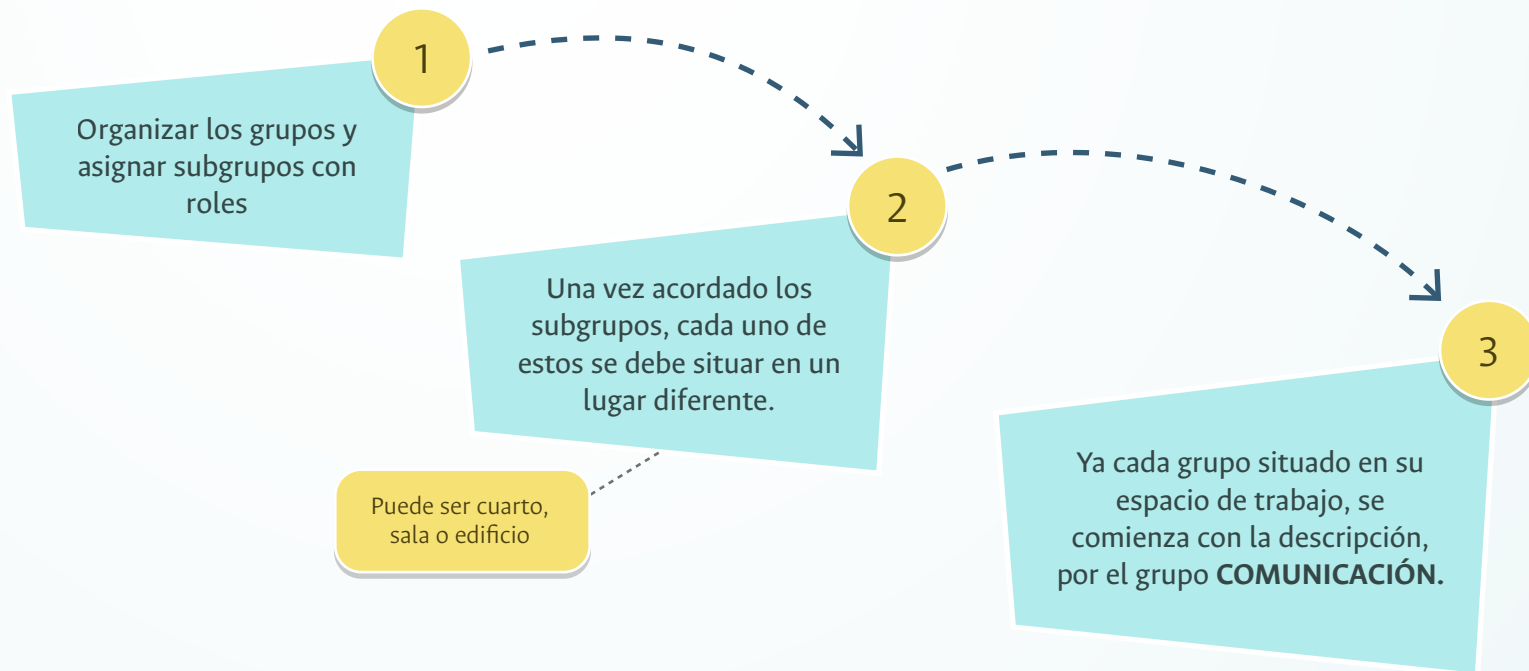 1
Organizar los grupos y
asignar subgrupos con
roles
2
Una vez acordado los
subgrupos, cada uno de
estos se debe situar en un
lugar diferente.
Puede ser cuarto,
sala o edificio
3
Ya cada grupo situado en su
espacio de trabajo, se
comienza con la descripción,
por el grupo COMUNICACIÓN.